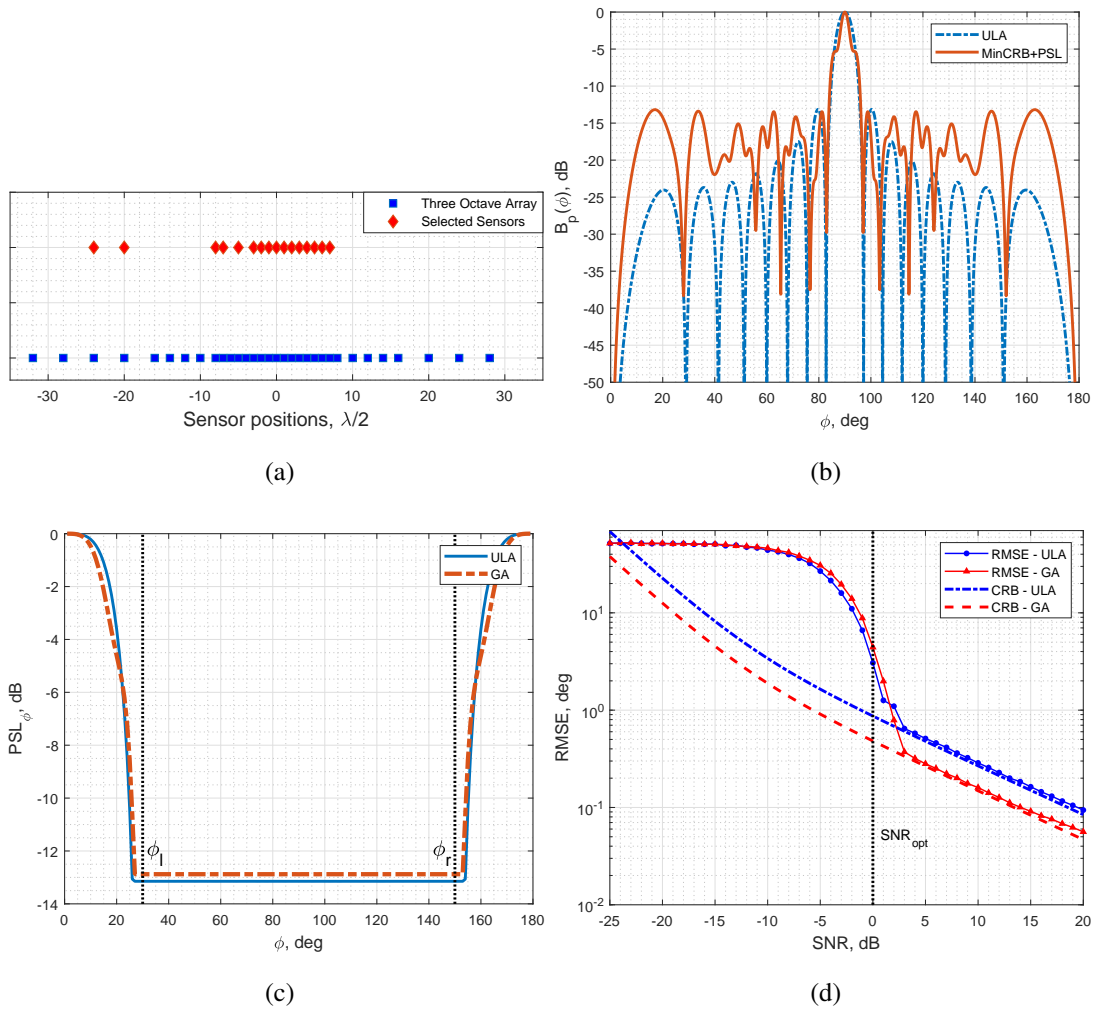 Three Octave Array
Selected Sensors
-30 -20 -10 0 10 20 30
Sensor positions, λ/2
(a)
0
-5
-10
-15
-20
-25
-30
-35
-40
-45
-50
B_p(ϕ), dB
ULA
MinCRB+PSL
0 20 40 60 80 100 120 140 160 180
ϕ, deg
(b)
0
-2
-4
-6
-8
-10
-12
-14
PSL_ϕ, dB
ULA
GA
ϕ_l
ϕ_r
0 20 40 60 80 100 120 140 160 180
ϕ, deg
(c)
10^1
10^0
10^-1
10^-2
RMSE, deg
RMSE - ULA
RMSE - GA
CRB - ULA
CRB - GA
SNR_opt
-25 -20 -15 -10 -5 0 5 10 15 20
SNR, dB
(d)